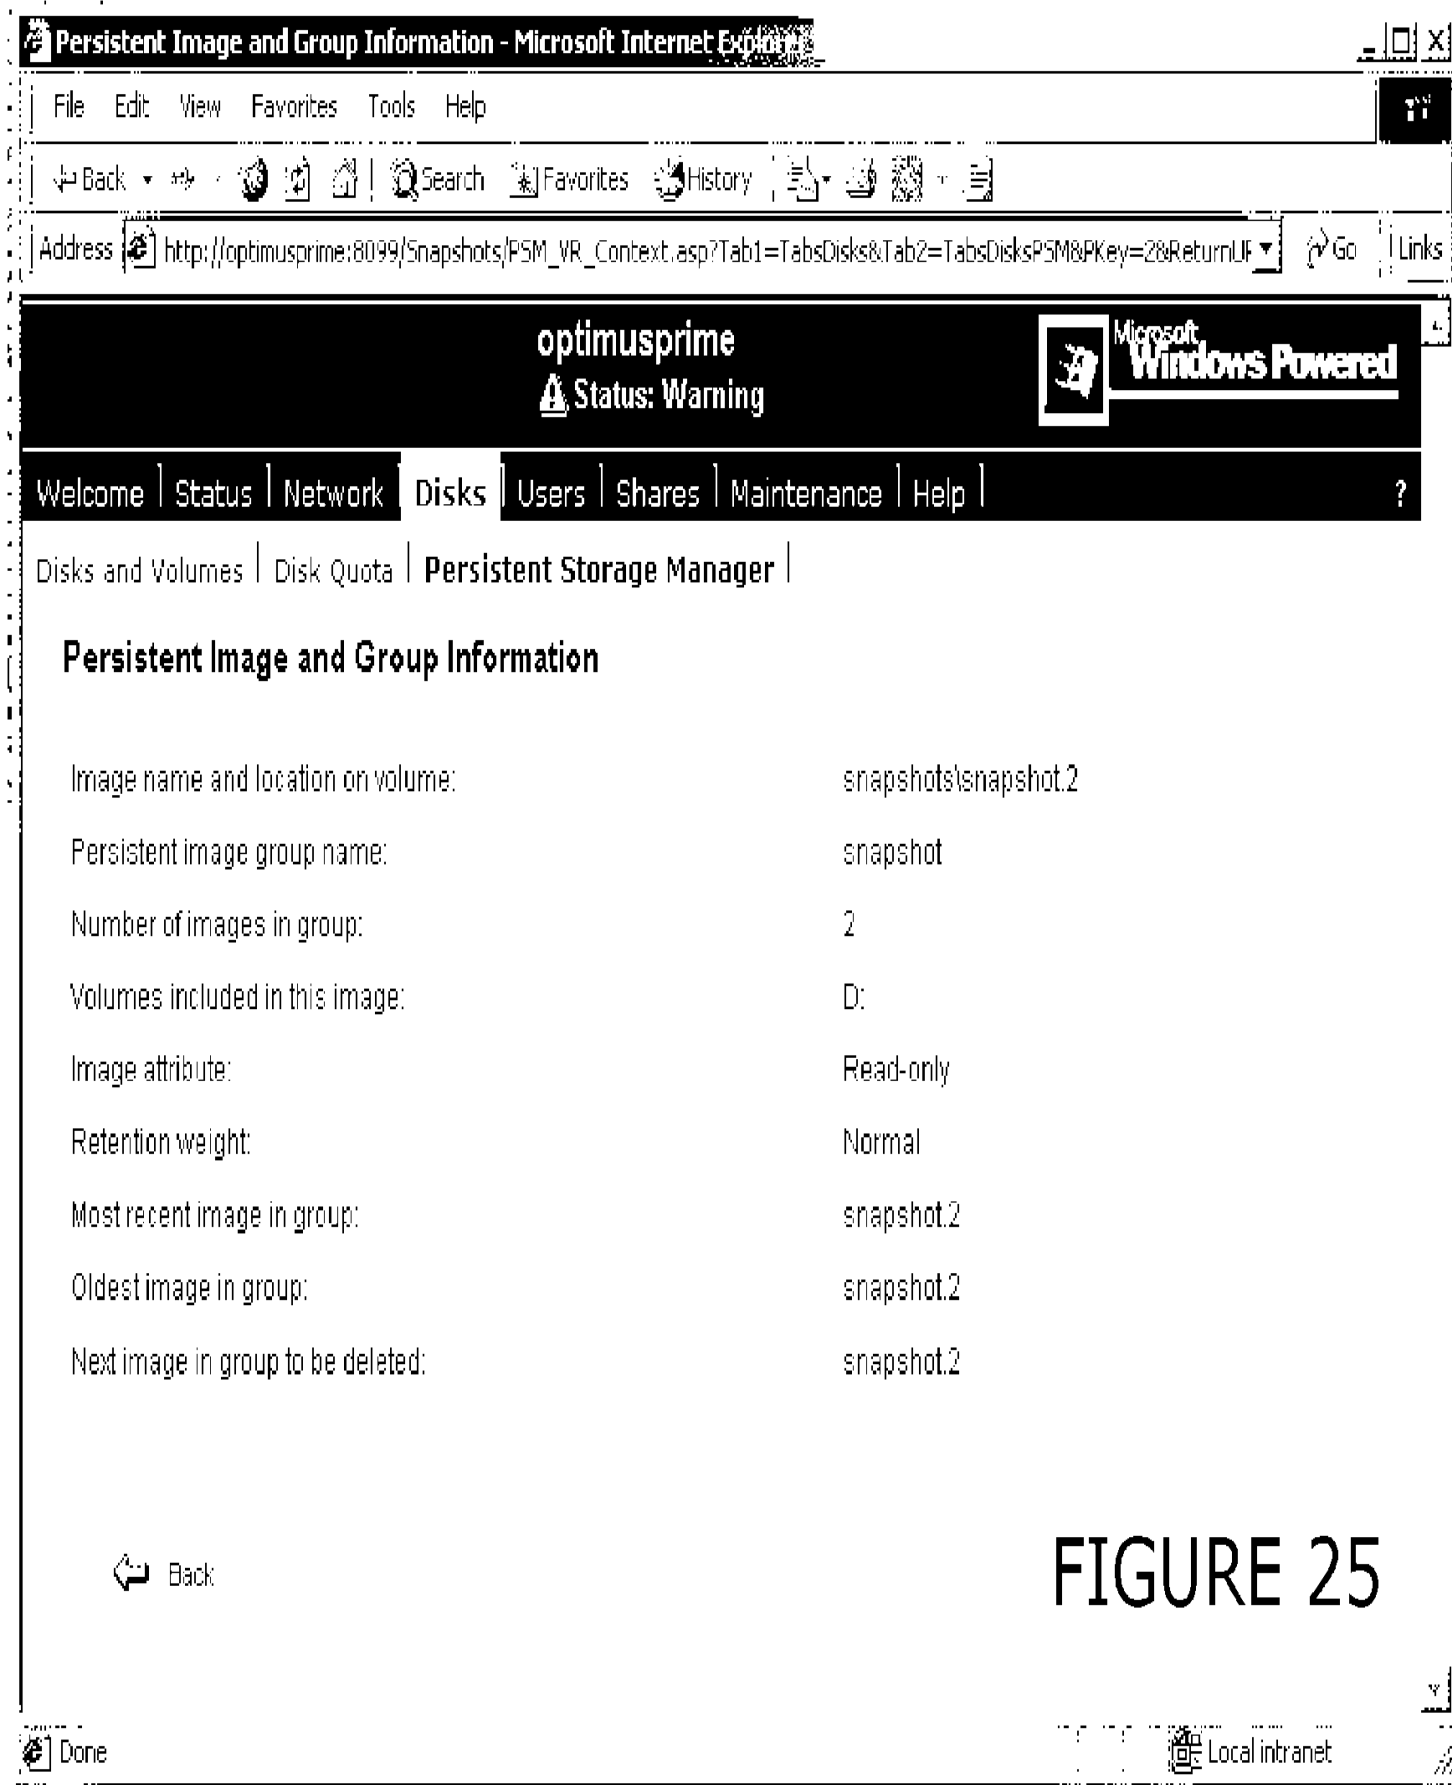 Persistent Image and Group Information - Microsoft Internet Explorer
File Edit View Favorites Tools Help
Back Search Favorites History
Address http://optimusprime:8099/Snapshots/PSM_VR_Context.asp?Tab1=TabsDisks&Tab2=TabsDisksPSM&PKey=2&ReturnUR Go Links
optimusprime
Status: Warning
Microsoft
Windows Powered
Welcome | Status | Network | Disks | Users | Shares | Maintenance | Help | ?
Disks and Volumes | Disk Quota | Persistent Storage Manager |
Persistent Image and Group Information
Image name and location on volume: snapshots\snapshot.2
Persistent image group name: snapshot
Number of images in group: 2
Volumes included in this image: D:
Image attribute: Read-only
Retention weight: Normal
Most recent image in group: snapshot.2
Oldest image in group: snapshot.2
Next image in group to be deleted: snapshot.2
Back
FIGURE 25
Done Local intranet